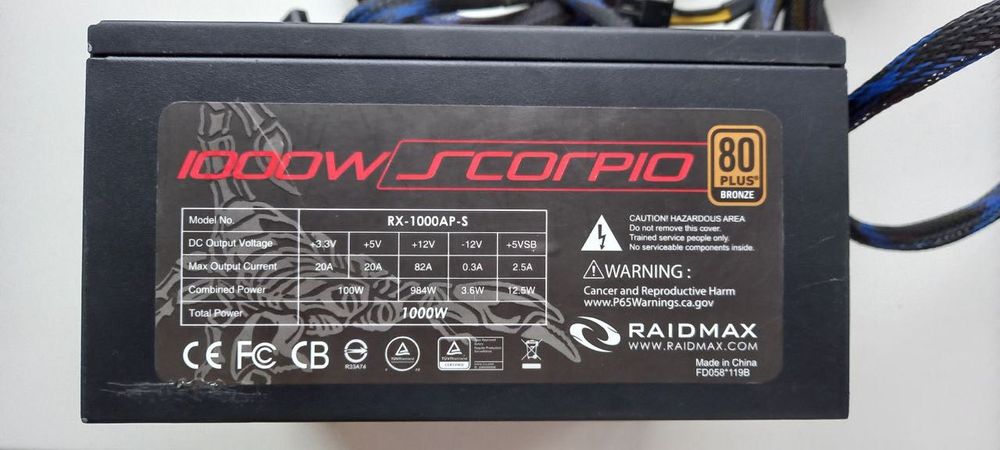 1000W SCORPIO
80
PLUS®
BRONZE
Model No. RX-1000AP-S
DC Output Voltage +3.3V +5V +12V -12V +5VSB
Max Output Current 20A 20A 82A 0.3A 2.5A
Combined Power 100W 984W 3.6W 12.5W
Total Power 1000W
CAUTION! HAZARDOUS AREA
Do not remove this cover.
Trained service people only.
No serviceable components inside.
WARNING :
Cancer and Reproductive Harm
www.P65Warnings.ca.gov
RAIDMAX
WWW.RAIDMAX.COM
CE FC CB
R33A74
TÜVRheinland
TÜVRheinland
CERTIFIED
Made in China
FD058*119B